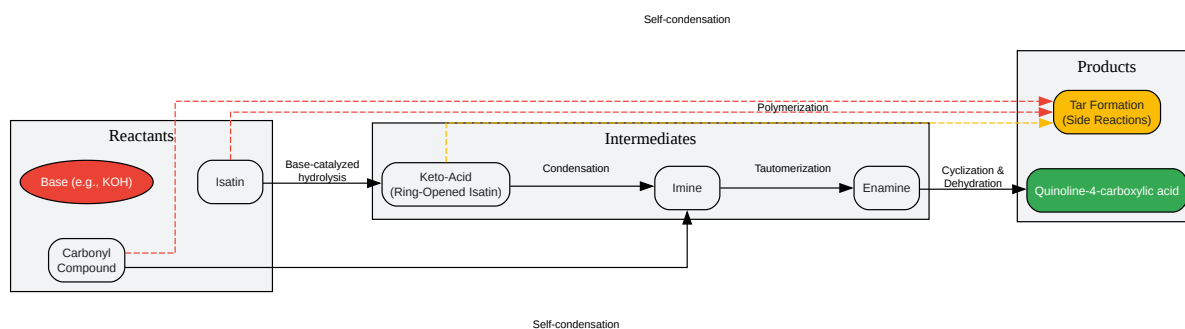 Self-condensation
Products
Tar Formation
(Side Reactions)
Polymerization
Reactants
Intermediates
Base-catalyzed
hydrolysis
Base (e.g., KOH)
Isatin
Keto-Acid
(Ring-Opened Isatin)
Condensation
Imine
Tautomerization
Enamine
Cyclization &
Dehydration
Quinoline-4-carboxylic acid
Carbonyl
Compound
Self-condensation